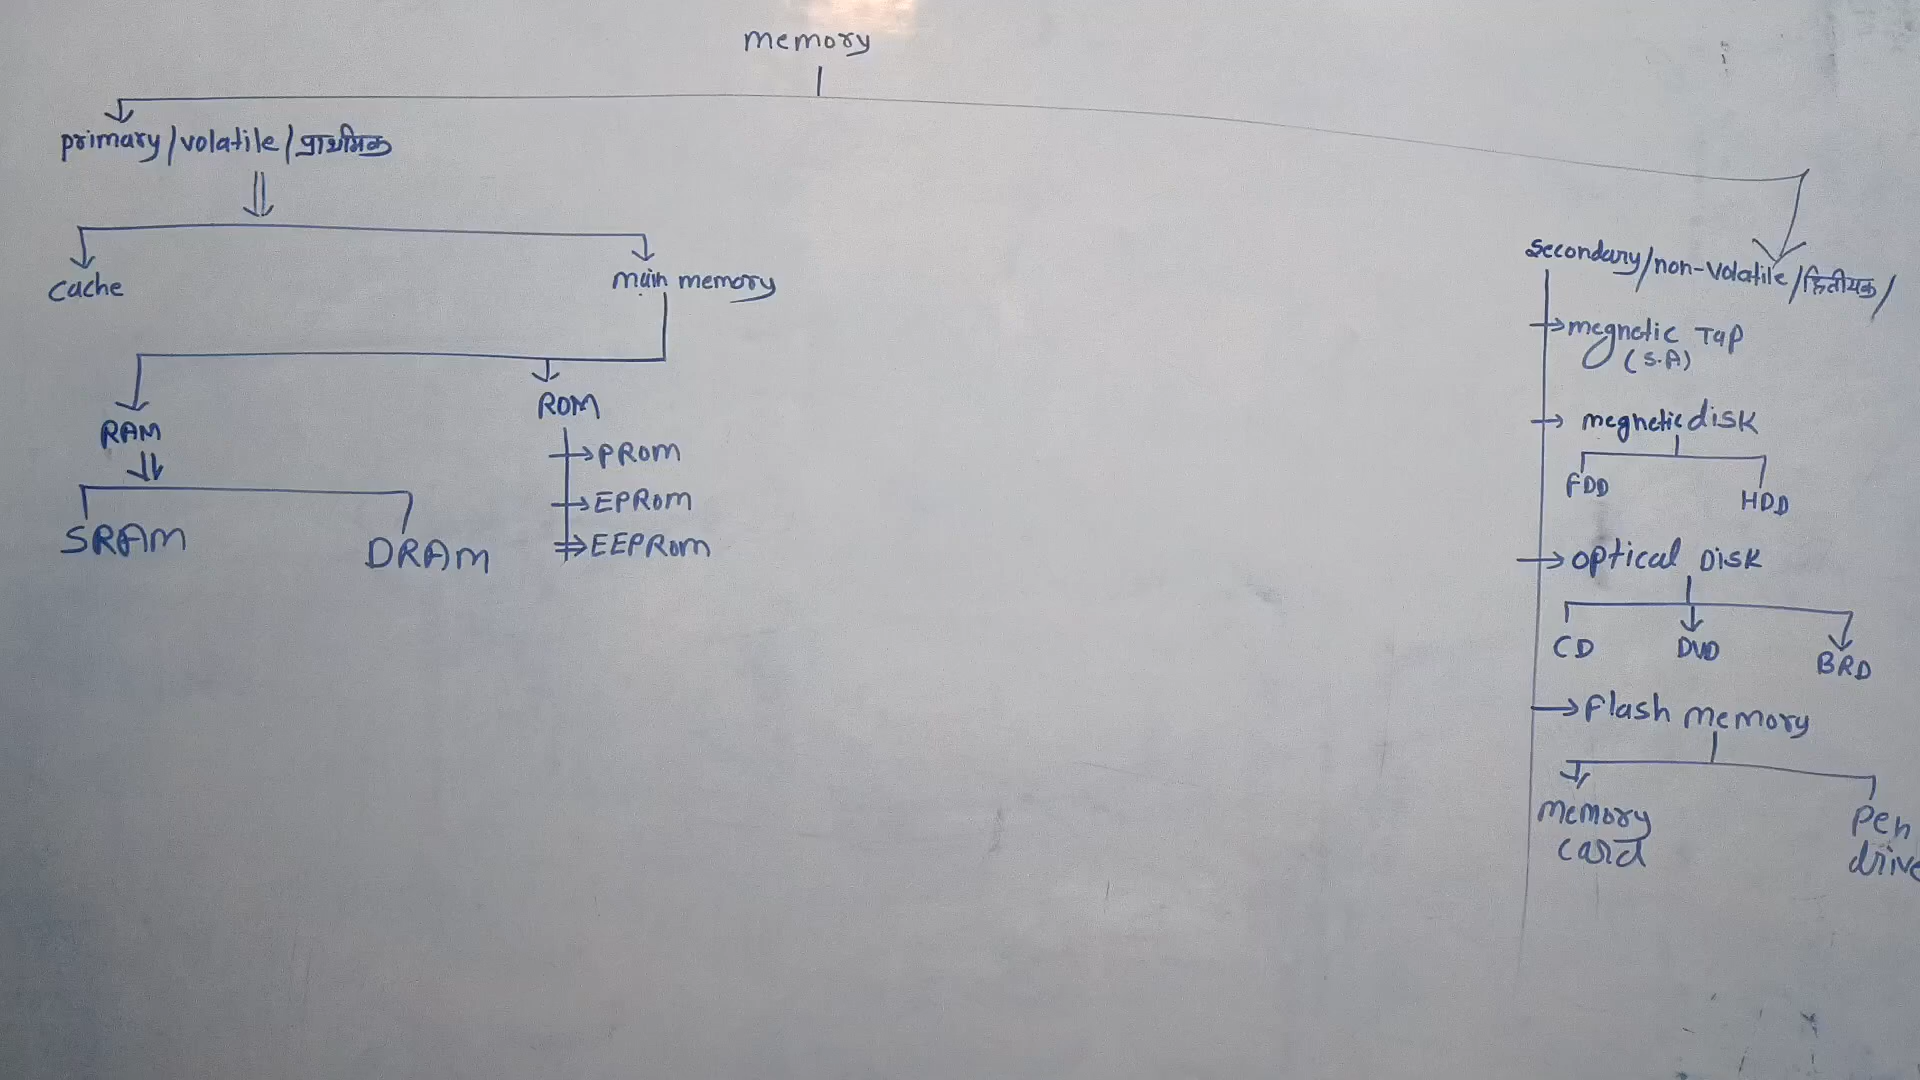 memory
primary/volatile/प्राथमिक
cache
main memory
RAM
ROM
PROM
EPROM
EEPROM
SRAM
DRAM
secondary/non-volatile/द्वितीयक/
megnetic Tap
(S.A)
megnetic disk
FDD
HDD
optical Disk
CD
DVD
BRD
Flash memory
memory
card
Pen
drive